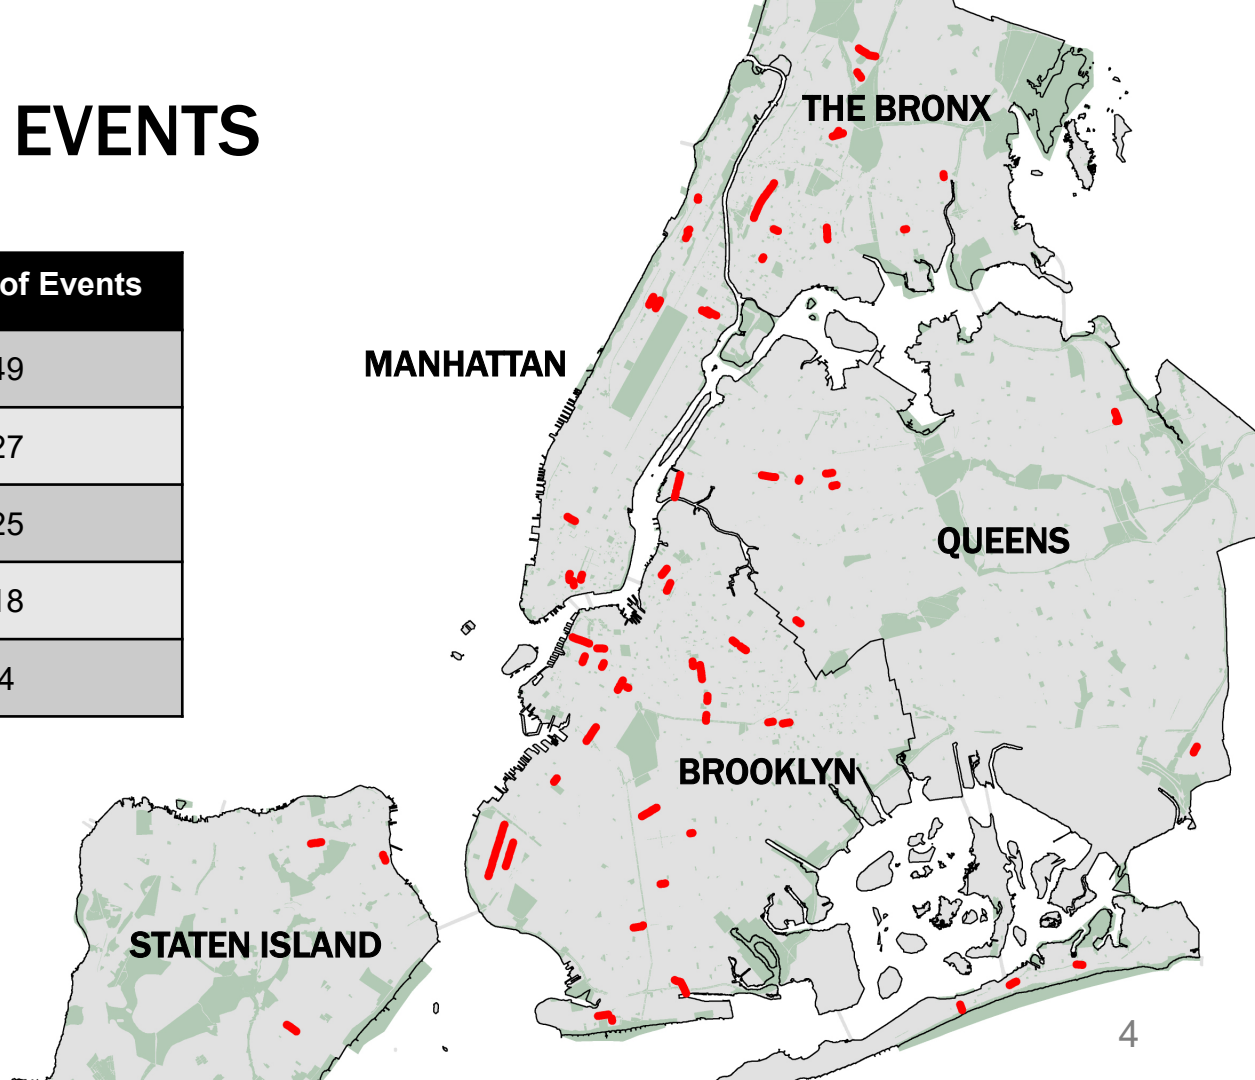 EVENTS
of Events
49
27
25
18
4
THE BRONX
MANHATTAN
QUEENS
BROOKLYN
STATEN ISLAND
4